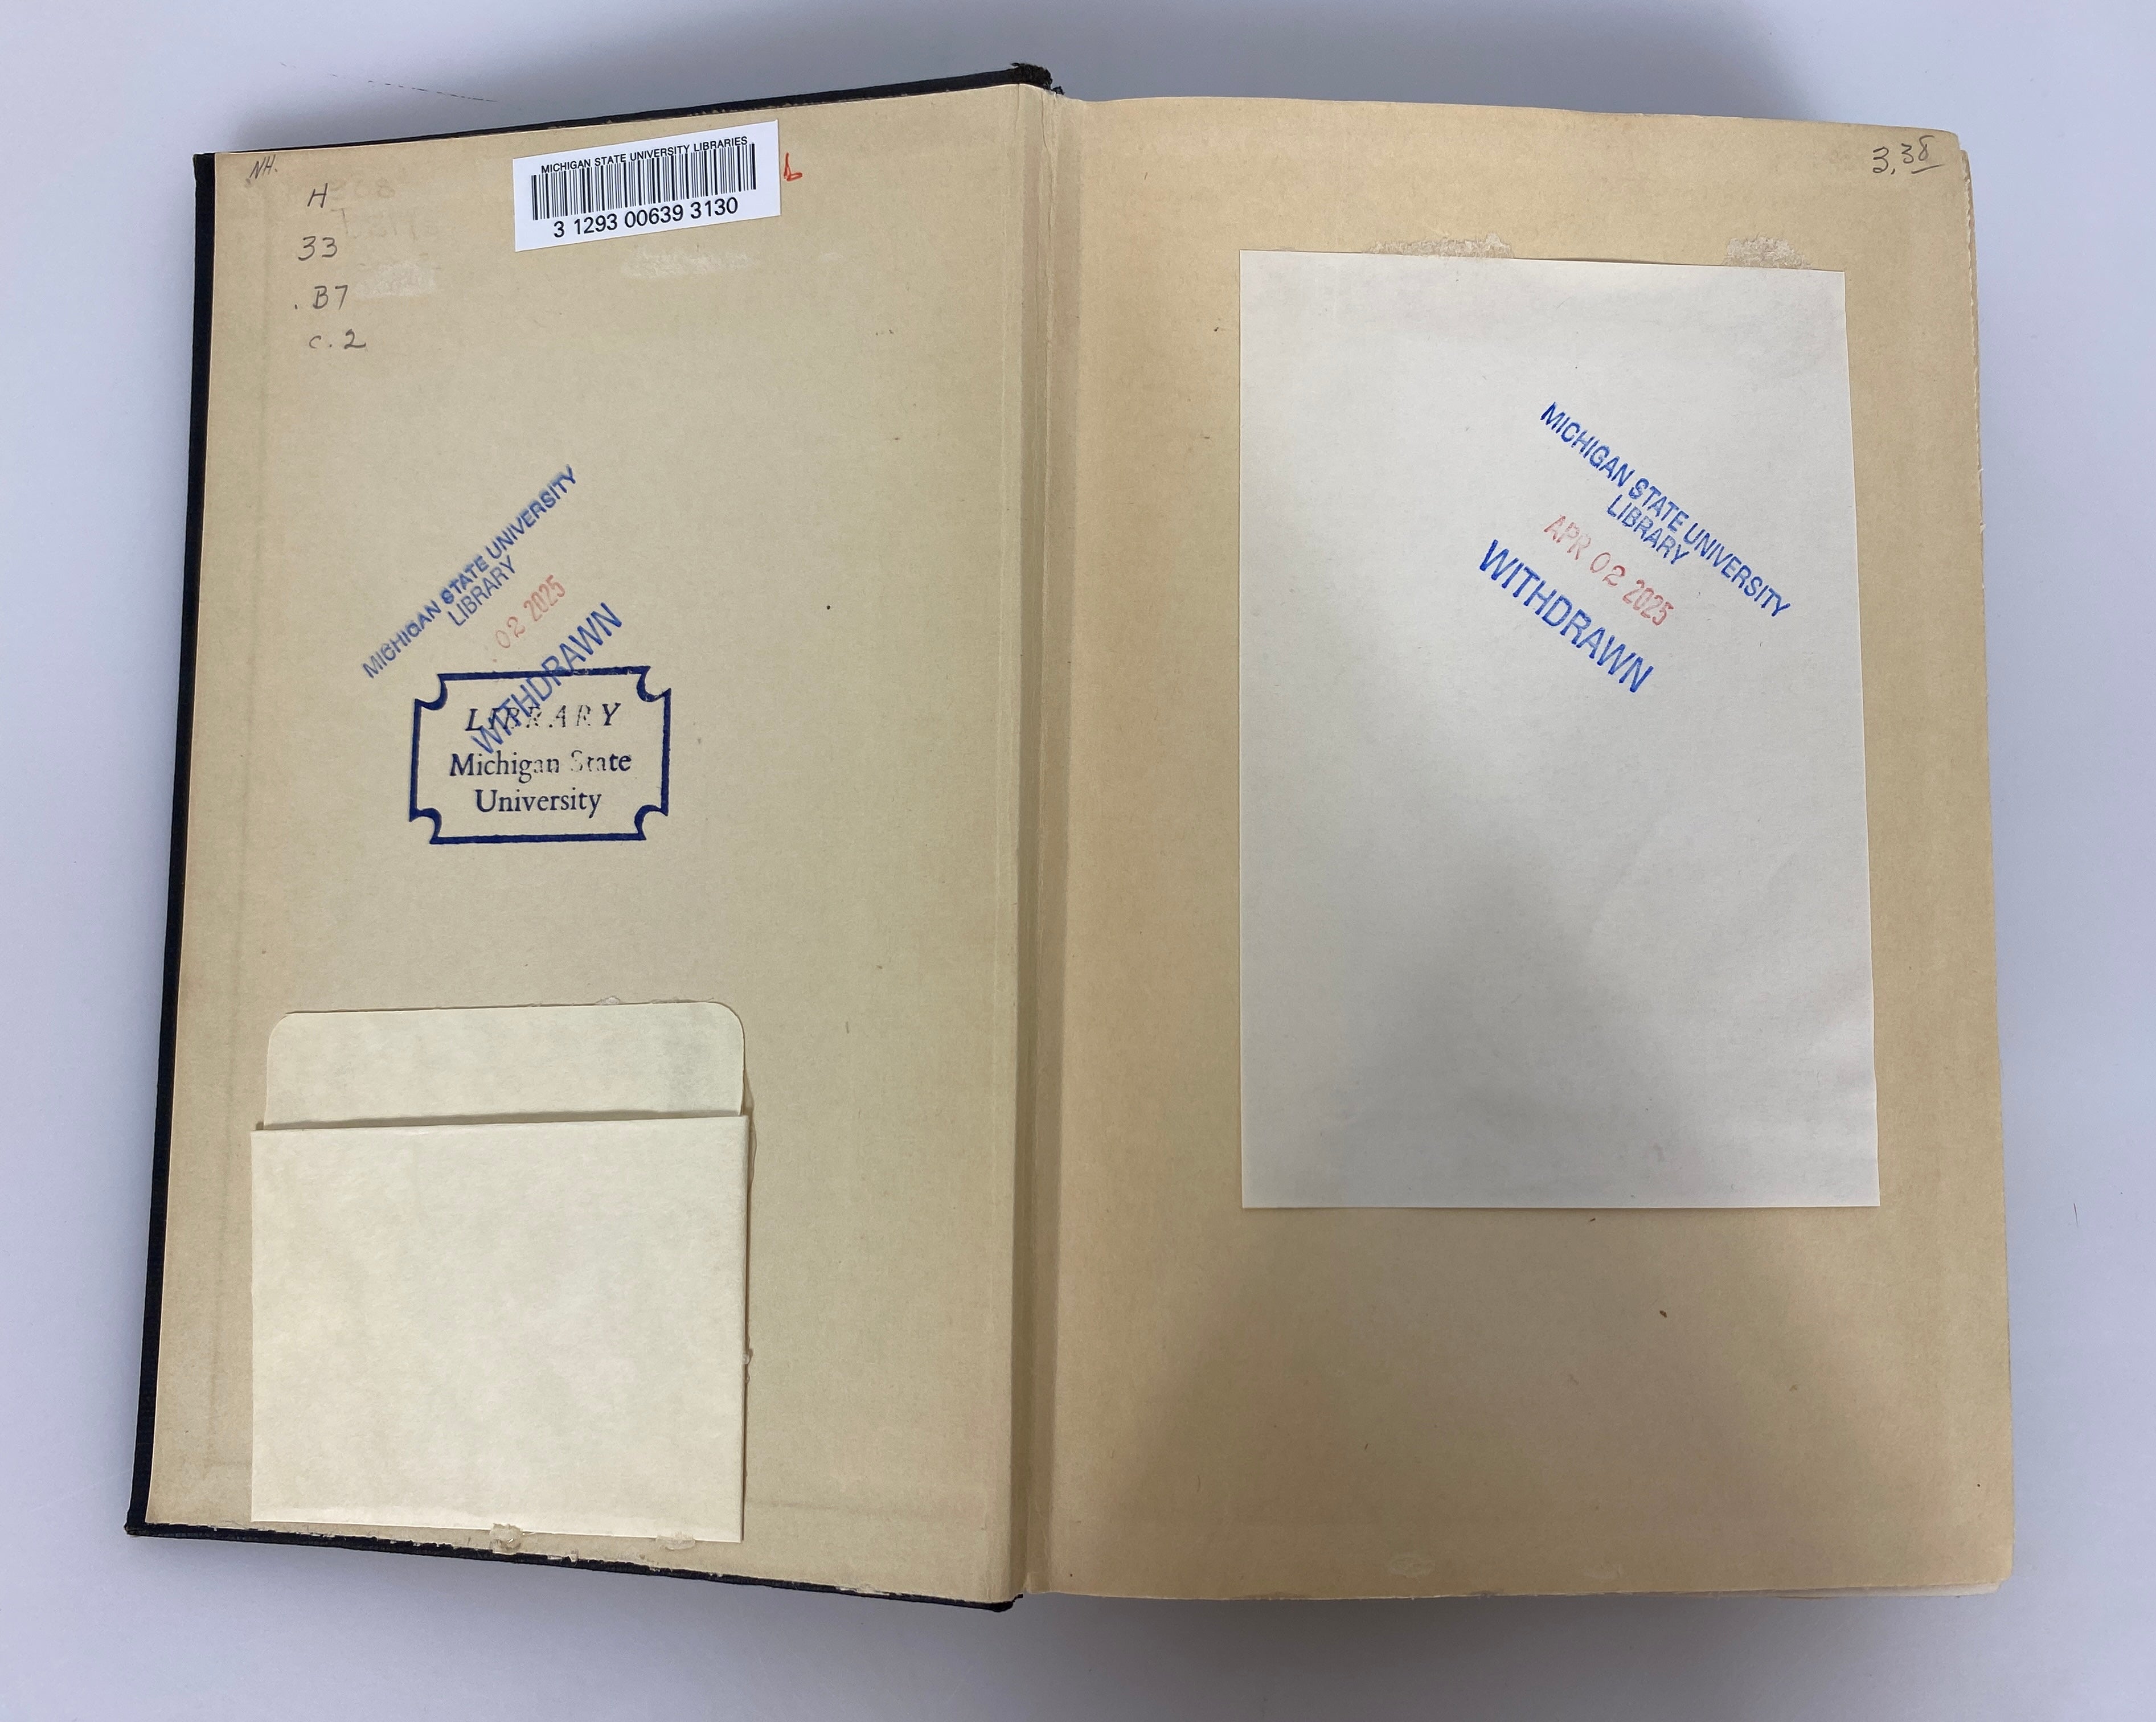 NH.
H
33
. B7
c. 2
MICHIGAN STATE UNIVERSITY LIBRARIES
3 1293 00639 3130
b
MICHIGAN STATE UNIVERSITY
LIBRARY
02 2025
WITHDRAWN
LIBRARY
Michigan State
University
3,38
MICHIGAN STATE UNIVERSITY
LIBRARY
APR 02 2025
WITHDRAWN